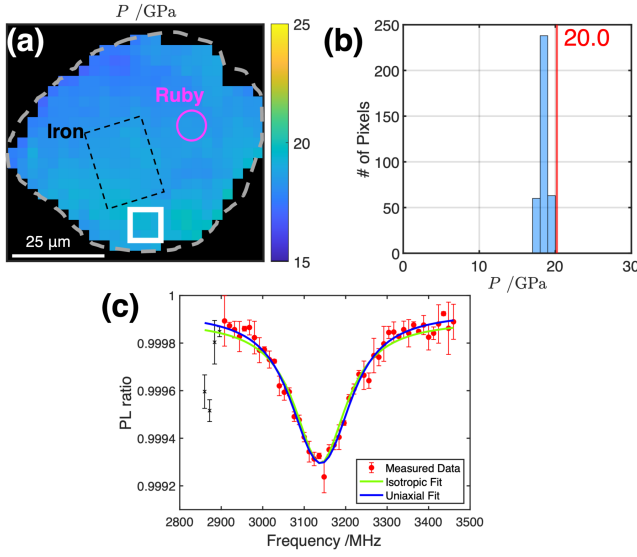 P /GPa
(a)
Ruby
Iron
25 μm
25
20
15
(b)
20.0
# of Pixels
250
200
150
100
50
0
0
10
20
30
P /GPa
(c)
PL ratio
1
0.9998
0.9996
0.9994
0.9992
2800
2900
3000
3100
3200
3300
3400
3500
Frequency /MHz
Measured Data
Isotropic Fit
Uniaxial Fit